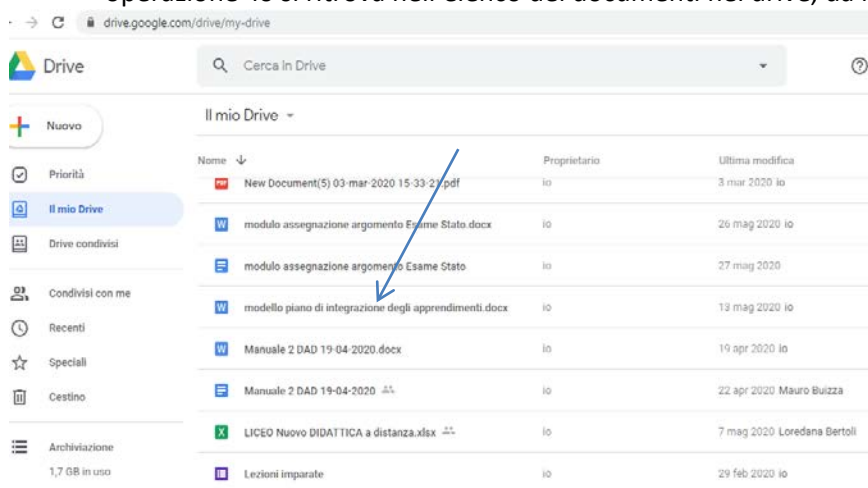 drive.google.com/drive/my-drive
Drive
Cerca in Drive
Nuovo
Il mio Drive
Nome
Proprietario
Ultima modifica
Priorità
New Document(5) 03-mar-2020 15-33-21.pdf
io
3 mar 2020 io
Il mio Drive
modulo assegnazione argomento Esame Stato.docx
io
26 mag 2020 io
Drive condivisi
modulo assegnazione argomento Esame Stato
io
27 mag 2020
Condivisi con me
modello piano di integrazione degli apprendimenti.docx
io
13 mag 2020 io
Recenti
Manuale 2 DAD 19-04-2020.docx
io
19 apr 2020 io
Speciali
Manuale 2 DAD 19-04-2020
io
22 apr 2020 Mauro Buizza
Cestino
LICEO Nuovo DIDATTICA a distanza.xlsx
io
7 mag 2020 Loredana Bertoli
Archiviazione
1,7 GB in uso
Lezioni imparate
io
29 feb 2020 io